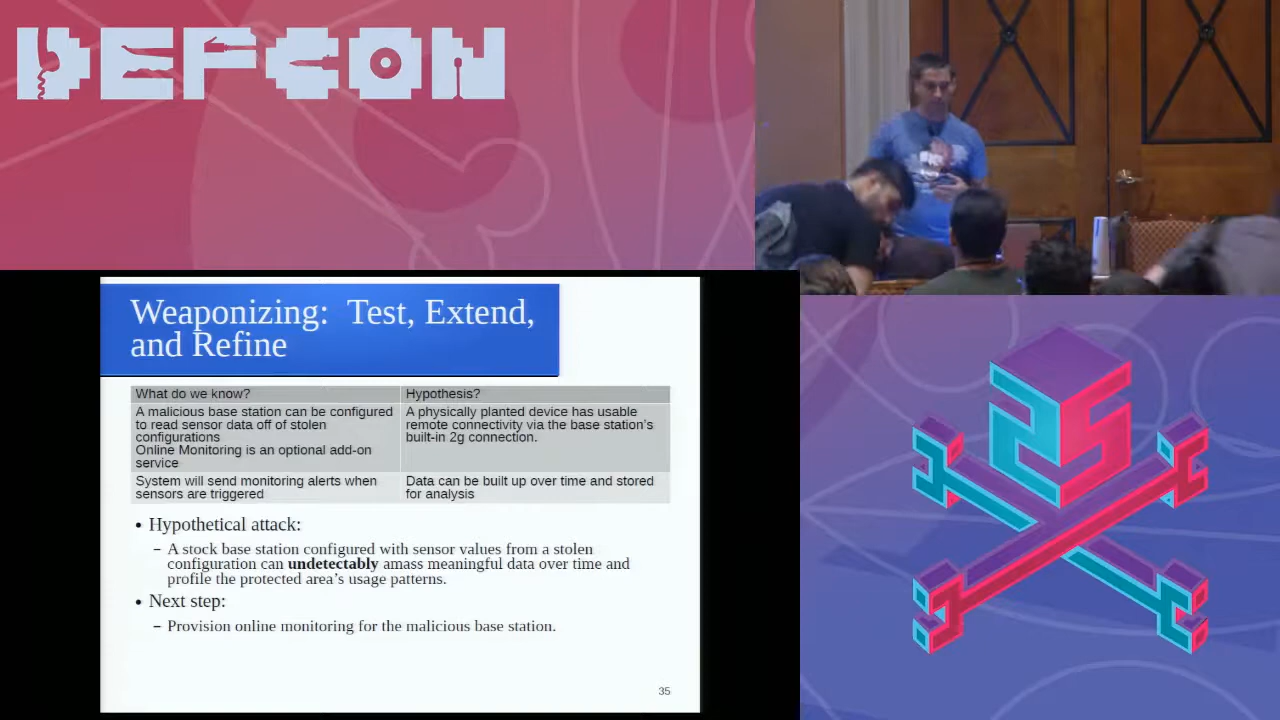 DEFCON
Weaponizing: Test, Extend,
and Refine
What do we know?
Hypothesis?
A malicious base station can be configured
to read sensor data off of stolen
configurations
Online Monitoring is an optional add-on
service
A physically planted device has usable
remote connectivity via the base station's
built-in 2g connection.
System will send monitoring alerts when
sensors are triggered
Data can be built up over time and stored
for analysis
• Hypothetical attack:
– A stock base station configured with sensor values from a stolen
configuration can undetectably amass meaningful data over time and
profile the protected area's usage patterns.
• Next step:
– Provision online monitoring for the malicious base station.
35
25